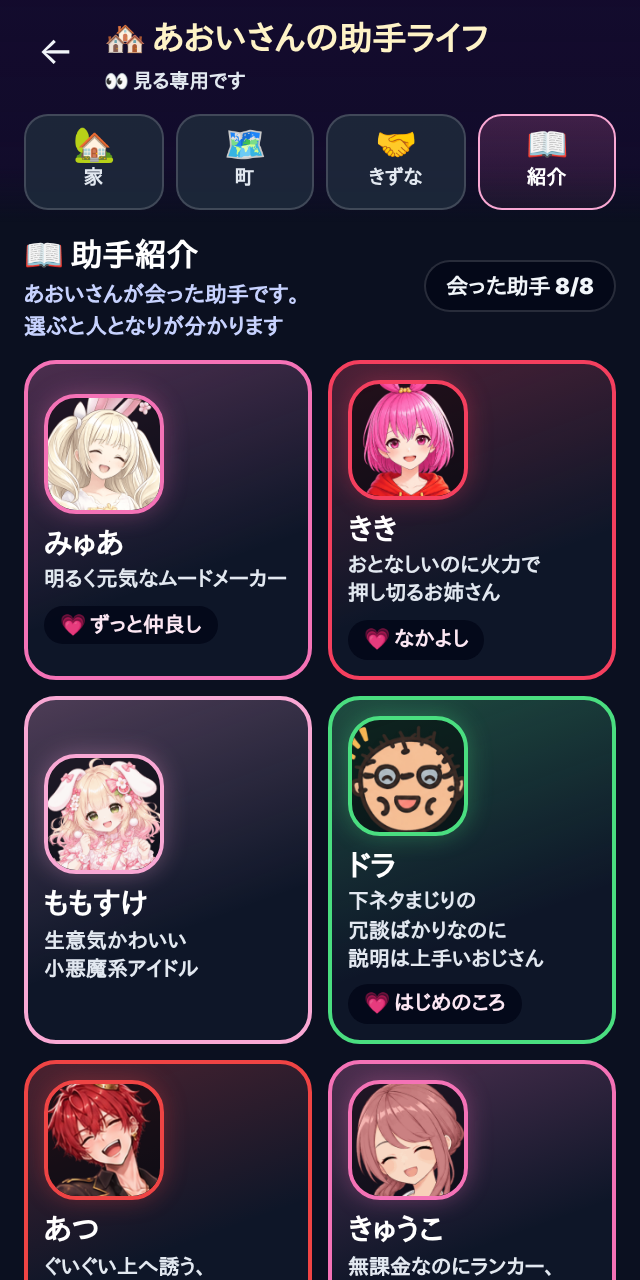 あおいさんの助手ライフ
見る専用です
家
町
きずな
紹介
助手紹介
あおいさんが会った助手です。
選ぶと人となりが分かります
会った助手 8/8
みゅあ
明るく元気なムードメーカー
ずっと仲良し
きき
おとなしいのに火力で
押し切るお姉さん
なかよし
ももすけ
生意気かわいい
小悪魔系アイドル
ドラ
下ネタまじりの
冗談ばかりなのに
説明は上手いおじさん
はじめのころ
あつ
ぐいぐい上へ誘う、
きゅうこ
無課金なのにランカー、